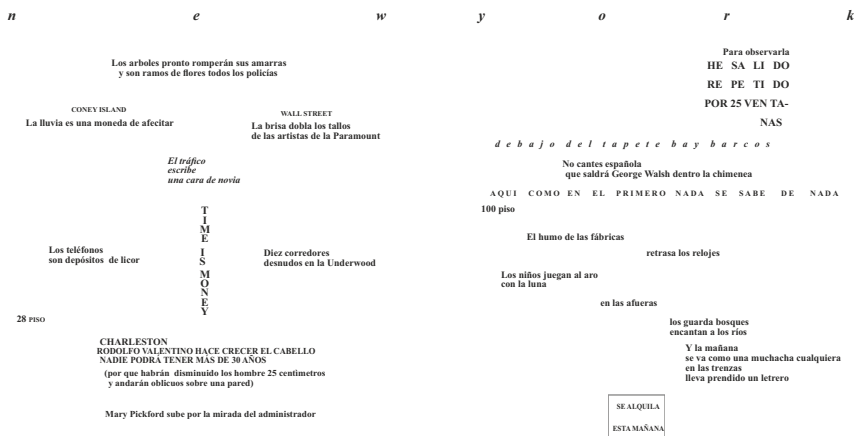 n e w y o r k
Los arboles pronto romperán sus amarras
y son ramos de flores todos los policías
CONEY ISLAND
La lluvia es una moneda de afecitar
WALL STREET
La brisa dobla los tallos
de las artistas de la Paramount
El tráfico
escribe
una cara de novia
TIME IS MONEY
Los teléfonos
son depósitos de licor
Diez corredores
desnudos en la Underwood
28 PISO
CHARLESTON
RODOLFO VALENTINO HACE CRECER EL CABELLO
NADIE PODRÁ TENER MÁS DE 30 AÑOS
(por que habrán disminuido los hombre 25 centimetros
y andarán oblicuos sobre una pared)
Mary Pickford sube por la mirada del administrador
Para observarla
HE SA LI DO
RE PE TI DO
POR 25 VEN TA-
NAS
debajo del tapete hay barcos
No cantes española
que saldrá George Walsh dentro la chimenea
AQUI COMO EN EL PRIMERO NADA SE SABE DE NADA
100 piso
El humo de las fábricas
retrasa los relojes
Los niños juegan al aro
con la luna
en las afueras
los guarda bosques
encantan a los ríos
Y la mañana
se va como una muchacha cualquiera
en las trenzas
lleva prendido un letrero
SE ALQUILA
ESTA MAÑANA